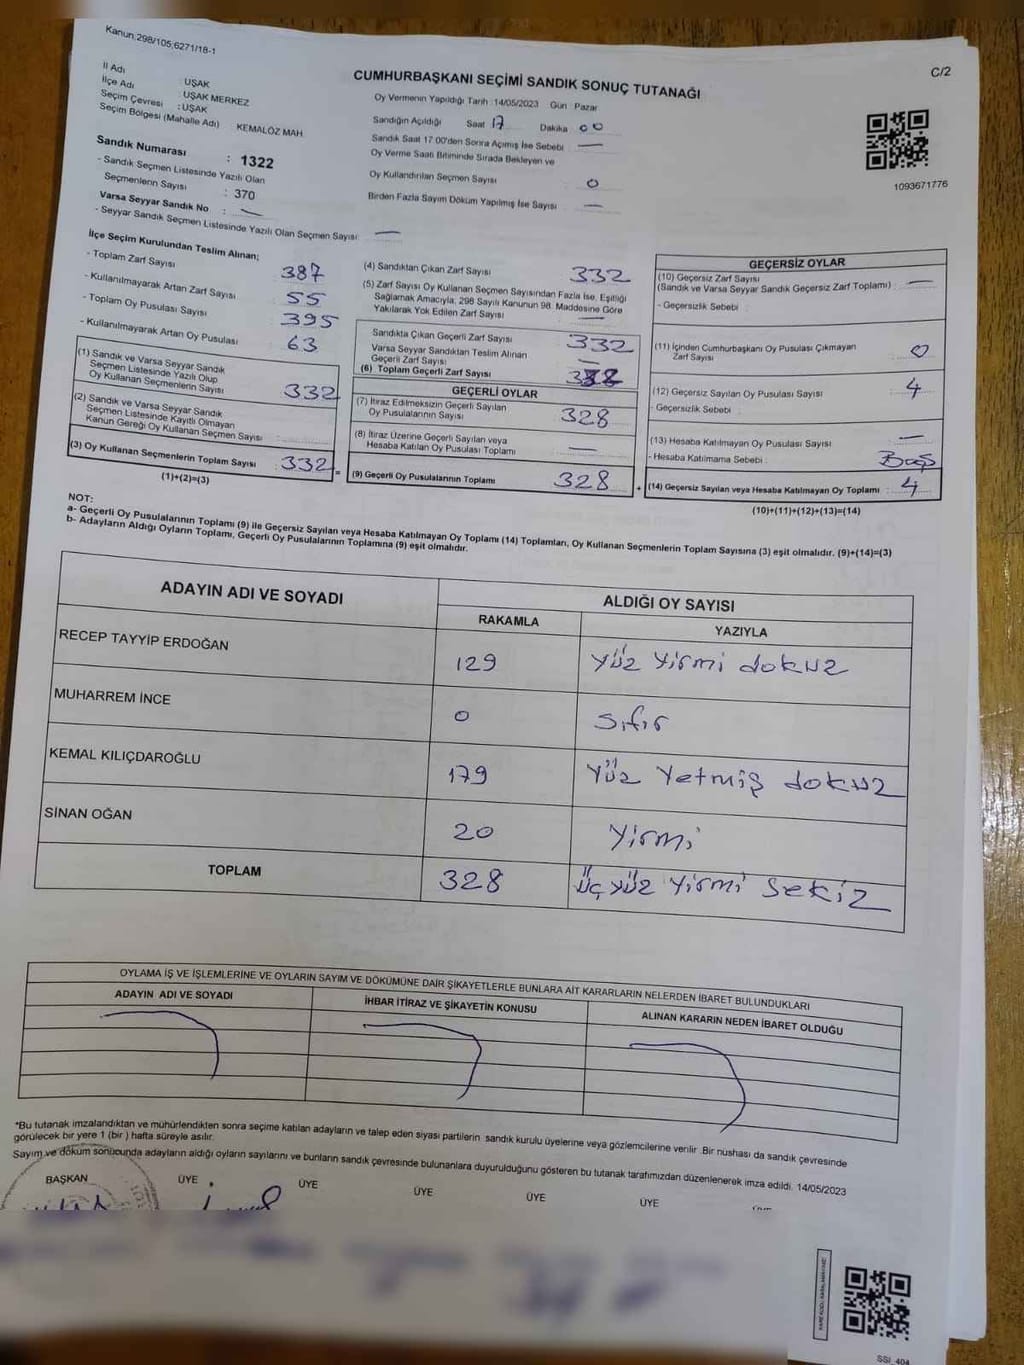 Kanun;298/105;6271/18-1
C/2
CUMHURBAŞKANI SEÇİMİ SANDIK SONUÇ TUTANAĞI
İl Adı UŞAK
İlçe Adı UŞAK MERKEZ
Seçim Çevresi : UŞAK
Seçim Bölgesi (Mahalle Adı) KEMALÖZ MAH.
Oy Vermenin Yapıldığı Tarih :14/05/2023 Gün Pazar
Sandığın Açıldığı Saat 17 Dakika 00
Sandık Saat 17.00'den Sonra Açımış İse Sebebi : —
Oy Verme Saati Bitiminde Sırada Bekleyen ve
Oy Kullandırılan Seçmen Sayısı : 0
Birden Fazla Sayım Döküm Yapılmış İse Sayısı : —
1093671776
Sandık Numarası : 1322
- Sandık Seçmen Listesinde Yazılı Olan
Seçmenlerin Sayısı : 370
Varsa Seyyar Sandık No : —
- Seyyar Sandık Seçmen Listesinde Yazılı Olan Seçmen Sayısı: —
İlçe Seçim Kurulundan Teslim Alınan;
- Toplam Zarf Sayısı 387
- Kullanılmayarak Artan Zarf Sayısı 55
- Toplam Oy Pusulası Sayısı 395
- Kullanılmayarak Artan Oy Pusulası 63
(1) Sandık ve Varsa Seyyar Sandık
Seçmen Listesinde Yazılı Olup
Oy Kullanan Seçmenlerin Sayısı : 332
(2) Sandık ve Varsa Seyyar Sandık
Seçmen Listesinde Kayıtlı Olmayan
Kanun Gereği Oy Kullanan Seçmen Sayısı :
(3) Oy Kullanan Seçmenlerin Toplam Sayısı : 332 =
(1)+(2)=(3)
(4) Sandıktan Çıkan Zarf Sayısı 332
(5) Zarf Sayısı Oy Kullanan Seçmen Sayısından Fazla İse, Eşitliği
Sağlamak Amacıyla, 298 Sayılı Kanunun 98. Maddesine Göre
Yakılarak Yok Edilen Zarf Sayısı : —
Sandıkta Çıkan Geçerli Zarf Sayısı : 332
Varsa Seyyar Sandıktan Teslim Alınan
Geçerli Zarf Sayısı : —
(6) Toplam Geçerli Zarf Sayısı : 332
GEÇERLİ OYLAR
(7) İtiraz Edilmeksizin Geçerli Sayılan
Oy Pusulalarının Sayısı : 328
(8) İtiraz Üzerine Geçerli Sayılan veya
Hesaba Katılan Oy Pusulası Toplamı : —
(9) Geçerli Oy Pusulalarının Toplamı : 328 +
GEÇERSİZ OYLAR
(10) Geçersiz Zarf Sayısı
(Sandık ve Varsa Seyyar Sandık Geçersiz Zarf Toplamı) : —
- Geçersizlik Sebebi :
(11) İçinden Cumhurbaşkanı Oy Pusulası Çıkmayan
Zarf Sayısı : 0
(12) Geçersiz Sayılan Oy Pusulası Sayısı : 4
- Geçersizlik Sebebi :
(13) Hesaba Katılmayan Oy Pusulası Sayısı : —
- Hesaba Katılmama Sebebi : Boş
(14) Geçersiz Sayılan veya Hesaba Katılmayan Oy Toplamı : 4
(10)+(11)+(12)+(13)=(14)
NOT:
a- Geçerli Oy Pusulalarının Toplamı (9) ile Geçersiz Sayılan veya Hesaba Katılmayan Oy Toplamı (14) Toplamları, Oy Kullanan Seçmenlerin Toplam Sayısına (3) eşit olmalıdır. (9)+(14)=(3)
b- Adayların Aldığı Oyların Toplamı, Geçerli Oy Pusulalarının Toplamına (9) eşit olmalıdır.
ADAYIN ADI VE SOYADI ALDIĞI OY SAYISI
RAKAMLA YAZIYLA
RECEP TAYYİP ERDOĞAN 129 Yüz Yirmi dokuz
MUHARREM İNCE 0 Sıfır
KEMAL KILIÇDAROĞLU 179 Yüz Yetmiş dokuz
SİNAN OĞAN 20 Yirmi
TOPLAM 328 üç yüz Yirmi Sekiz
OYLAMA İŞ VE İŞLEMLERİNE VE OYLARIN SAYIM VE DÖKÜMÜNE DAİR ŞİKAYETLERLE BUNLARA AİT KARARLARIN NELERDEN İBARET BULUNDUKLARI
ADAYIN ADI VE SOYADI İHBAR İTİRAZ VE ŞİKAYETİN KONUSU ALINAN KARARIN NEDEN İBARET OLDUĞU
*Bu tutanak imzalandıktan ve mühürlendikten sonra seçime katılan adayların ve talep eden siyası partilerin sandık kurulu üyelerine veya gözlemcilerine verilir .Bir nüshası da sandık çevresinde
görülecek bir yere 1 (bir ) hafta süreyle asılır.
Sayım ve döküm sonucunda adayların aldığı oyların sayılarını ve bunların sandık çevresinde bulunanlara duyurulduğunu gösteren bu tutanak tarafımızdan düzenlenerek imza edildi. 14/05/2023
BAŞKAN ÜYE ÜYE ÜYE ÜYE ÜYE
SSI 404